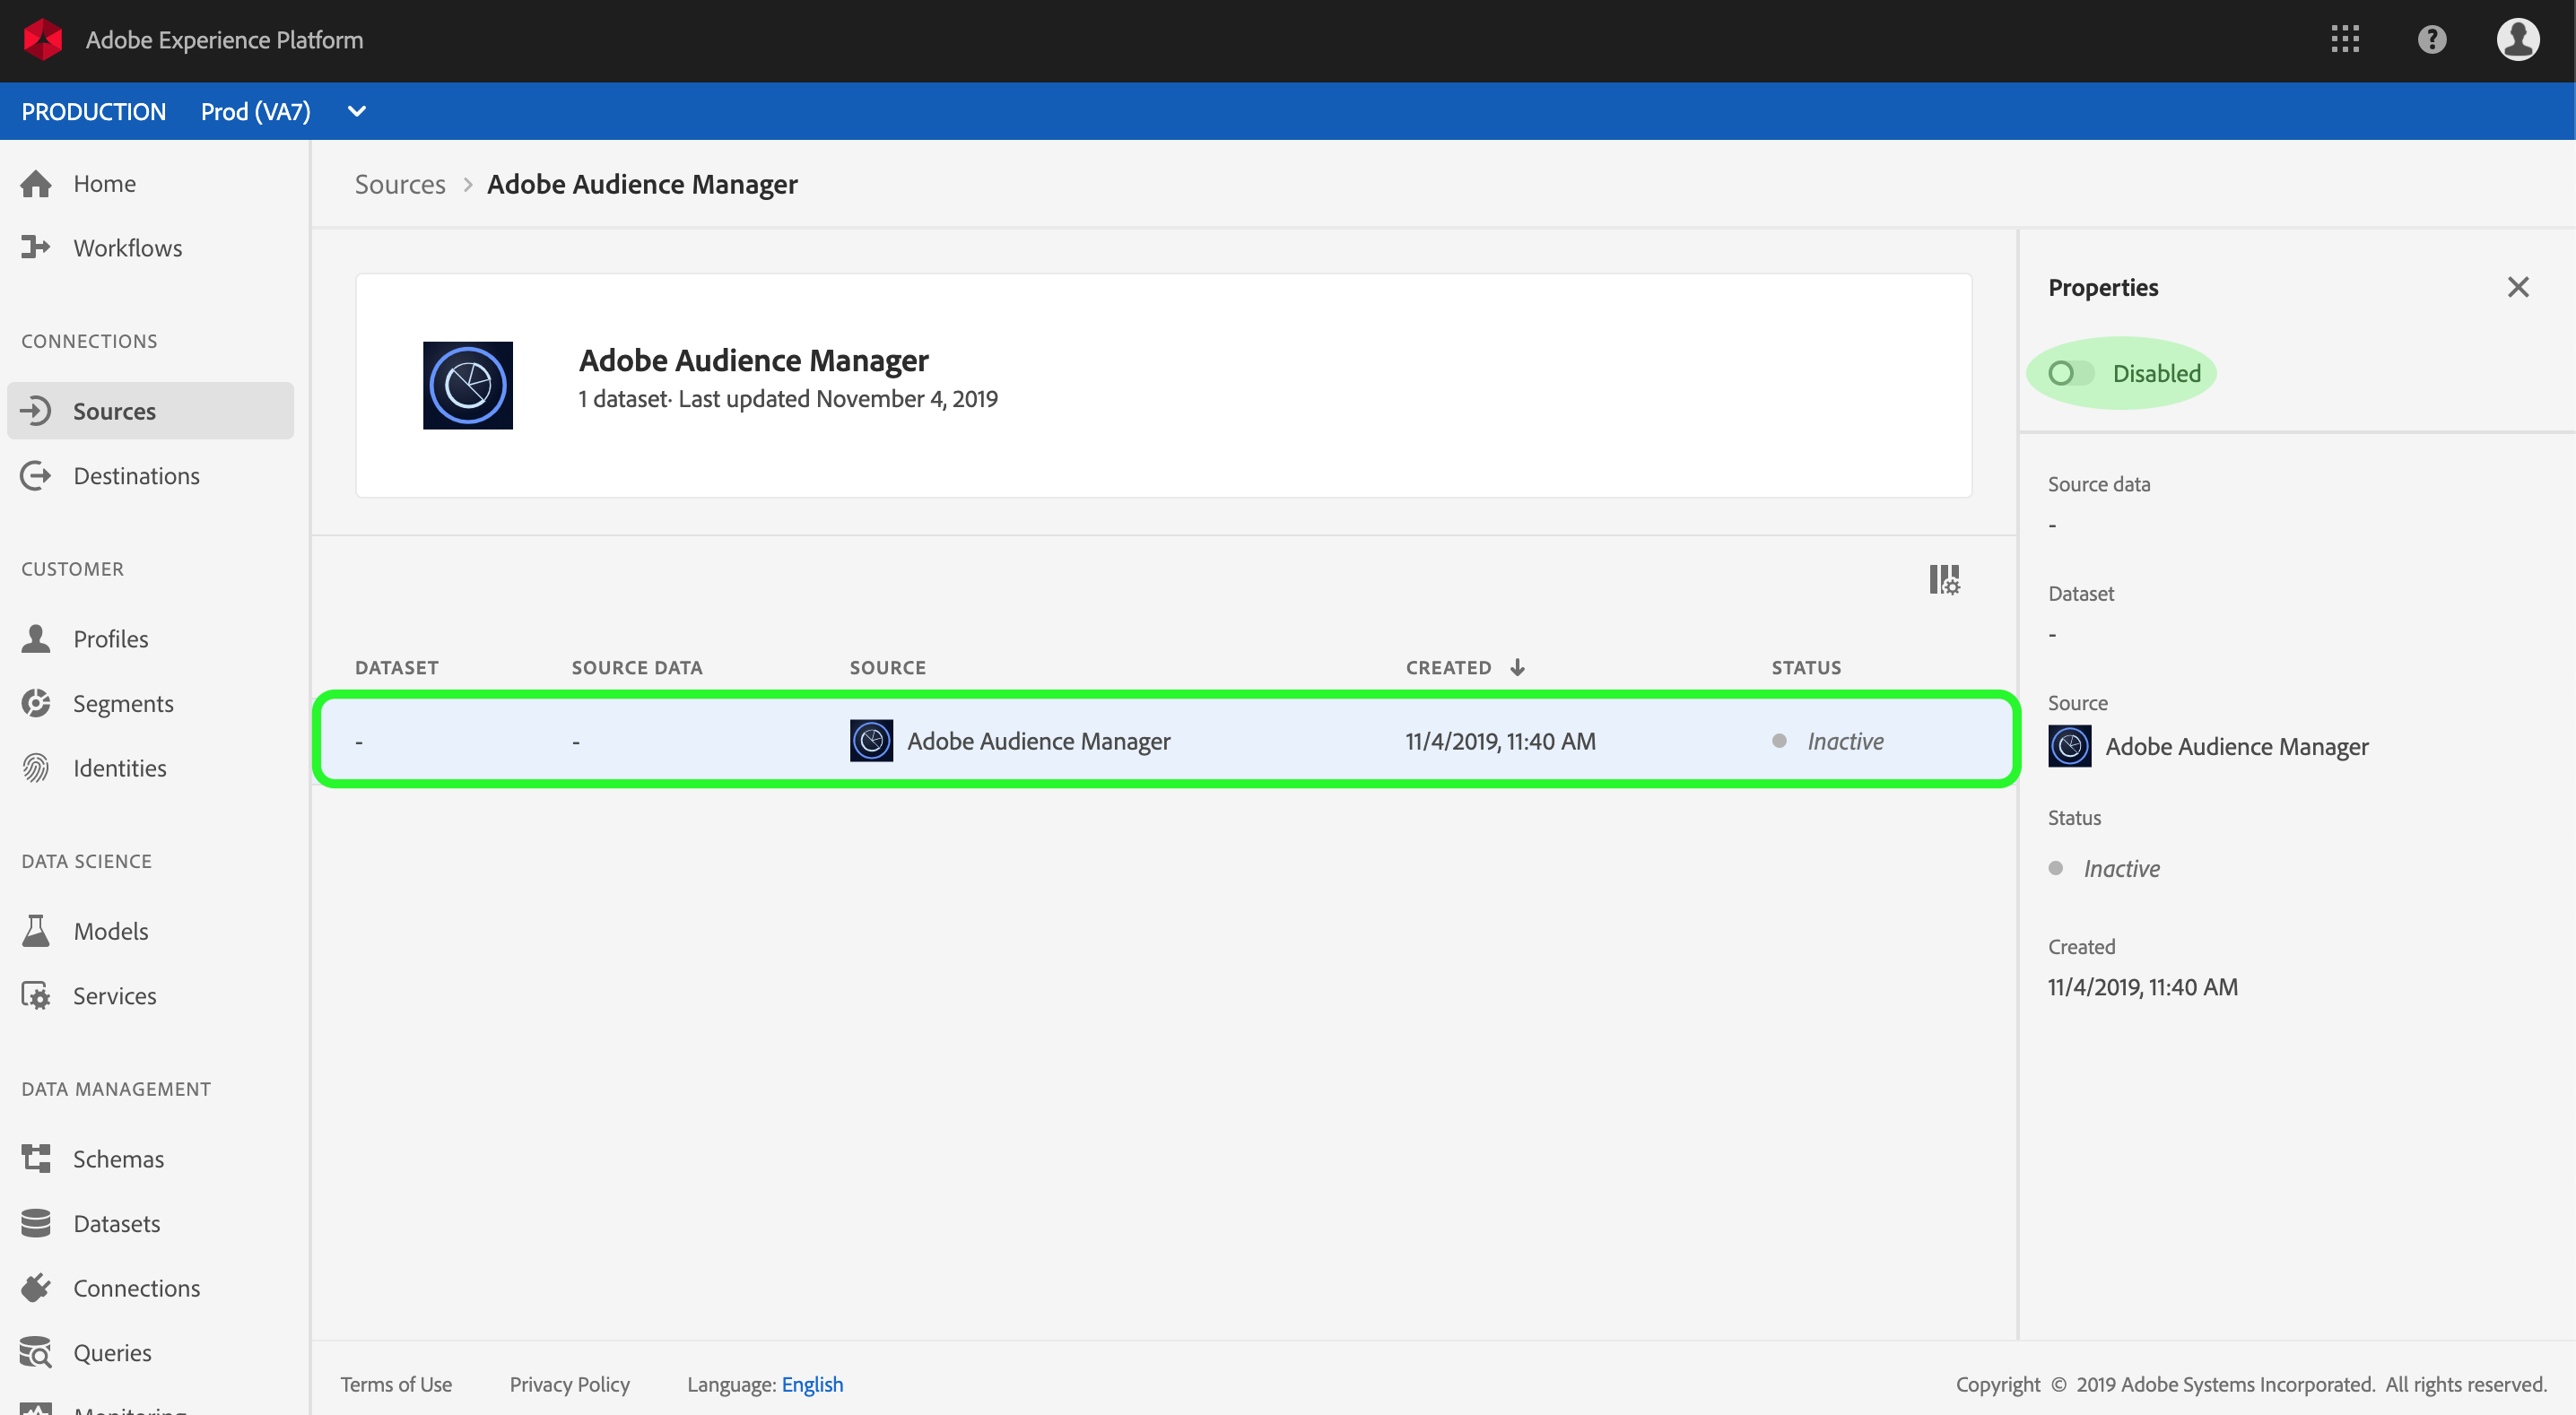 Adobe Experience Platform
?
PRODUCTION Prod (VA7)
Home
Workflows
CONNECTIONS
Sources
Destinations
CUSTOMER
Profiles
Segments
Identities
DATA SCIENCE
Models
Services
DATA MANAGEMENT
Schemas
Datasets
Connections
Queries
Monitoring
Sources > Adobe Audience Manager
Adobe Audience Manager
1 dataset· Last updated November 4, 2019
DATASET SOURCE DATA SOURCE CREATED STATUS
- - Adobe Audience Manager 11/4/2019, 11:40 AM Inactive
Properties
Disabled
Source data
-
Dataset
-
Source
Adobe Audience Manager
Status
Inactive
Created
11/4/2019, 11:40 AM
Terms of Use Privacy Policy Language: English
Copyright © 2019 Adobe Systems Incorporated. All rights reserved.